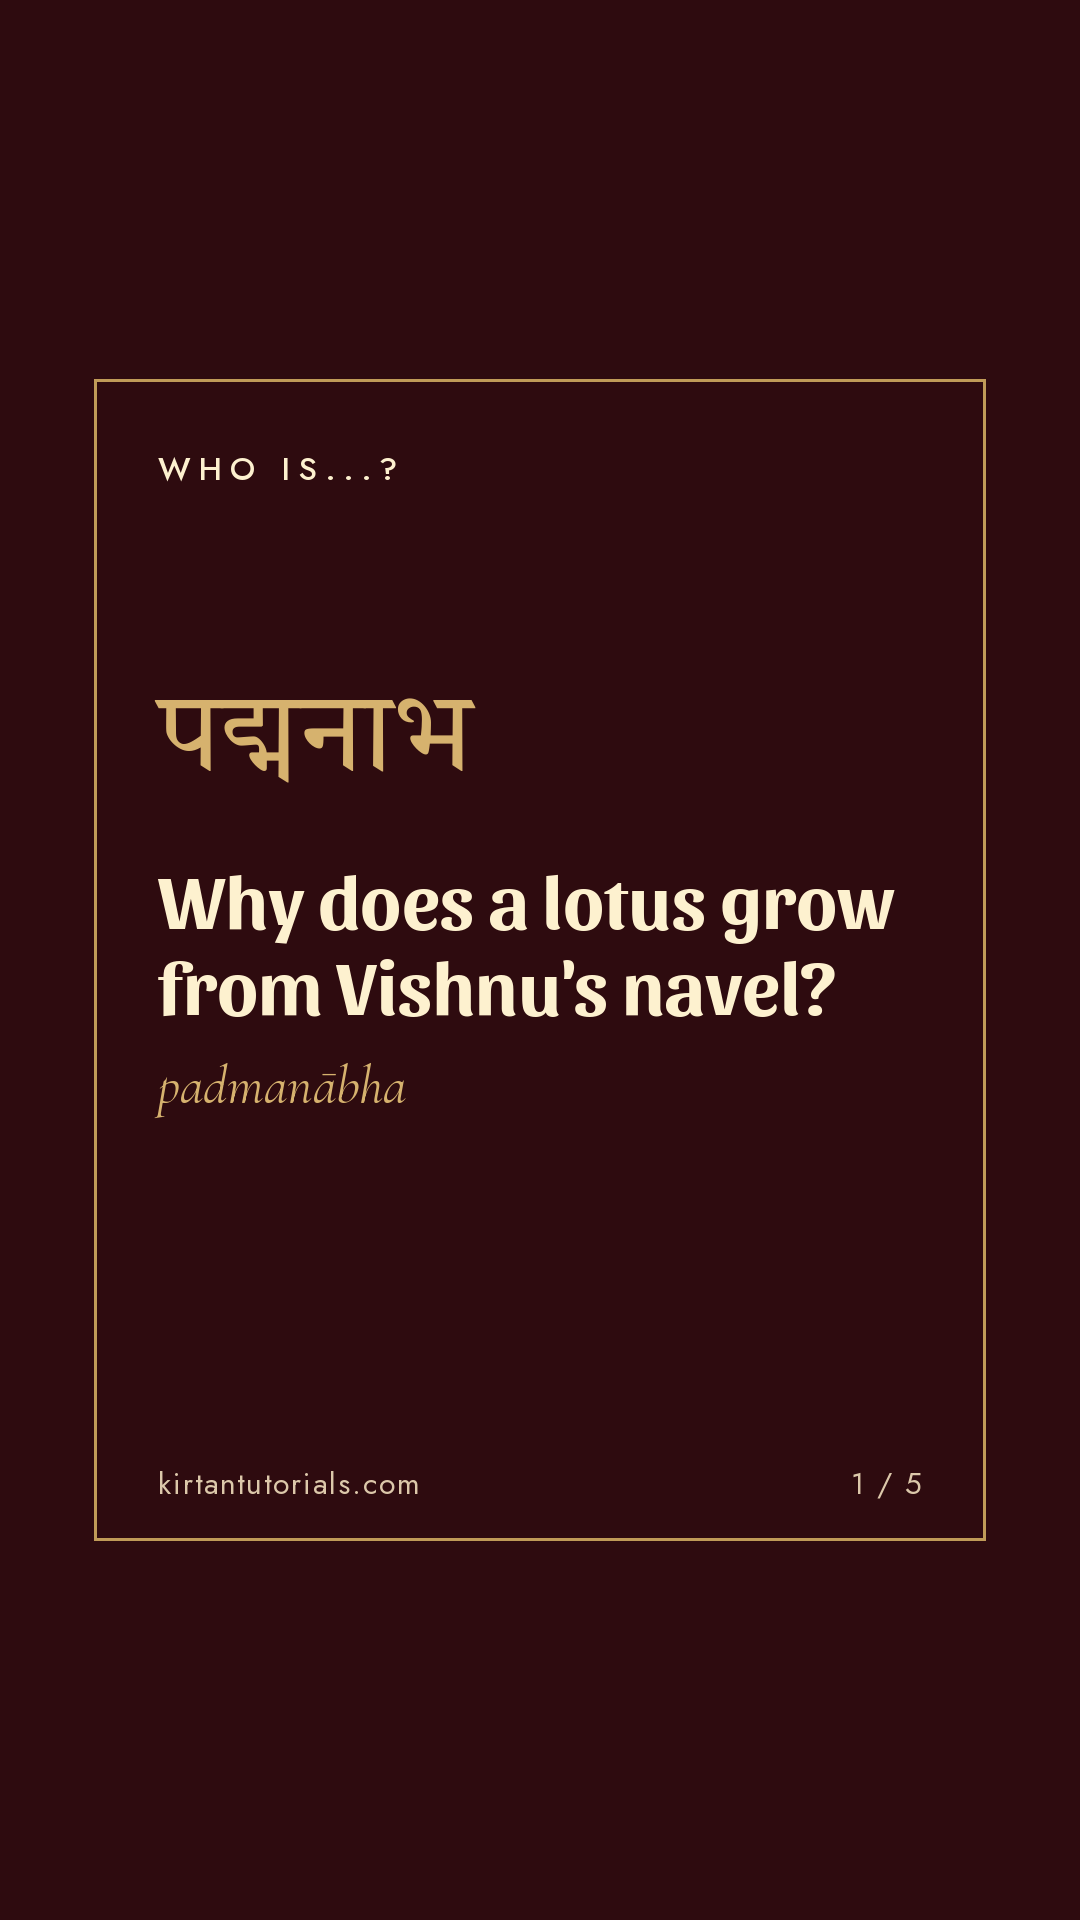 WHO IS...?
पद्मनाभ
Why does a lotus grow
from Vishnu's navel?
padmanābha
kirtantutorials.com
1 / 5